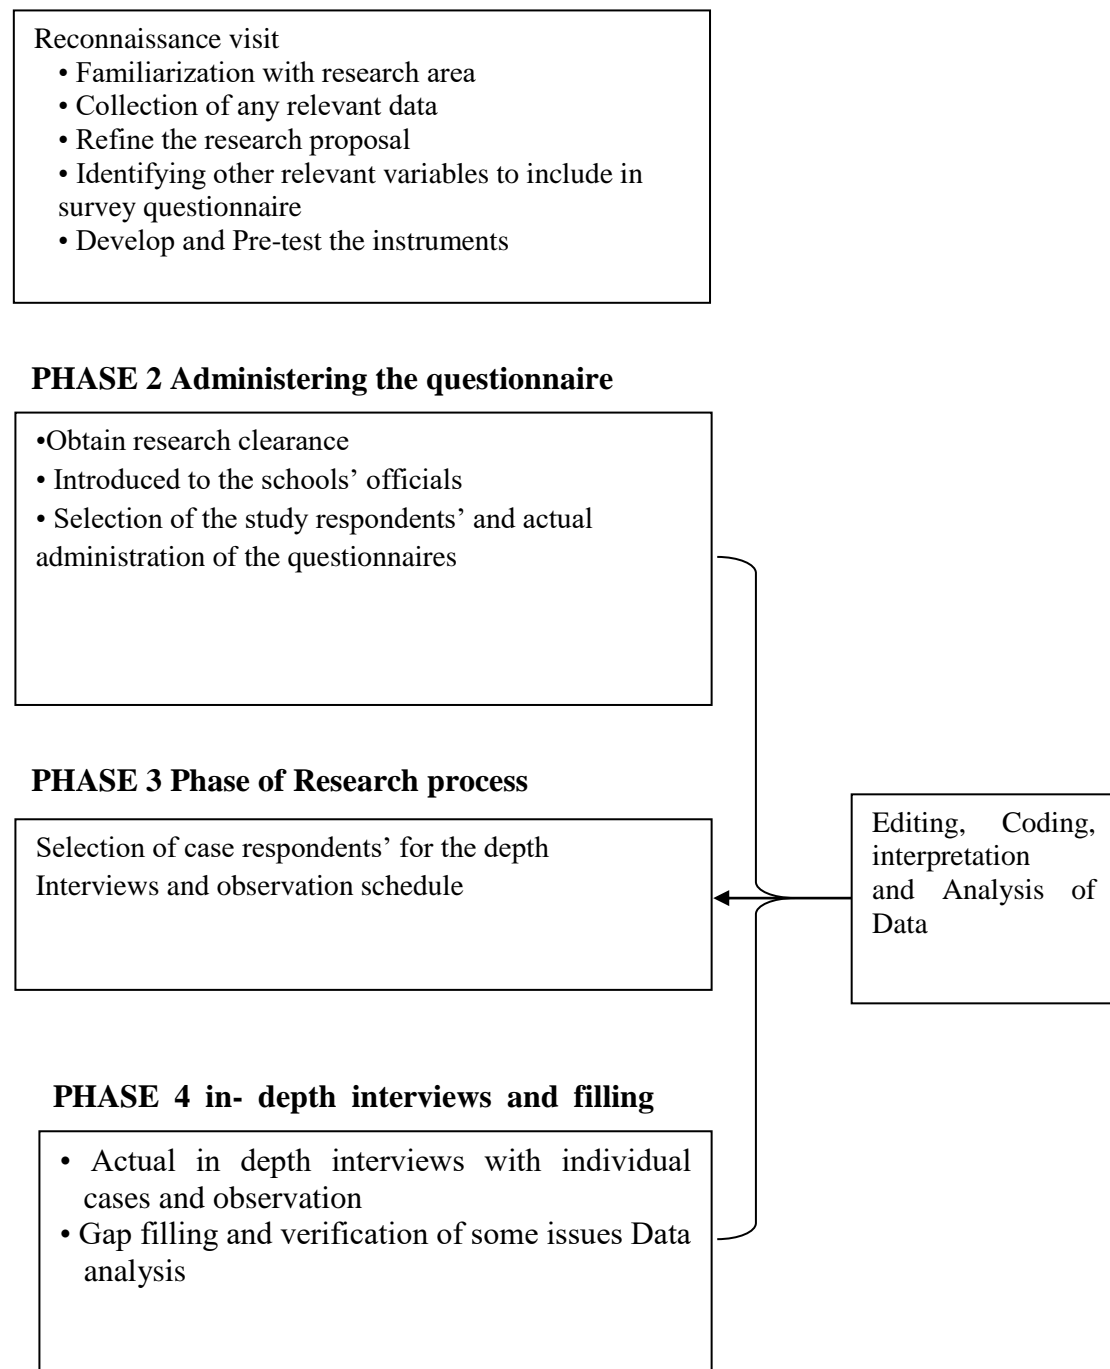 Reconnaissance visit
• Familiarization with research area
• Collection of any relevant data
• Refine the research proposal
• Identifying other relevant variables to include in
survey questionnaire
• Develop and Pre-test the instruments
PHASE 2 Administering the questionnaire
•Obtain research clearance
• Introduced to the schools’ officials
• Selection of the study respondents’ and actual
administration of the questionnaires
PHASE 3 Phase of Research process
Selection of case respondents’ for the depth
Interviews and observation schedule
Editing, Coding,
interpretation
and Analysis of
Data
PHASE 4 in- depth interviews and filling
• Actual in depth interviews with individual
cases and observation
• Gap filling and verification of some issues Data
analysis